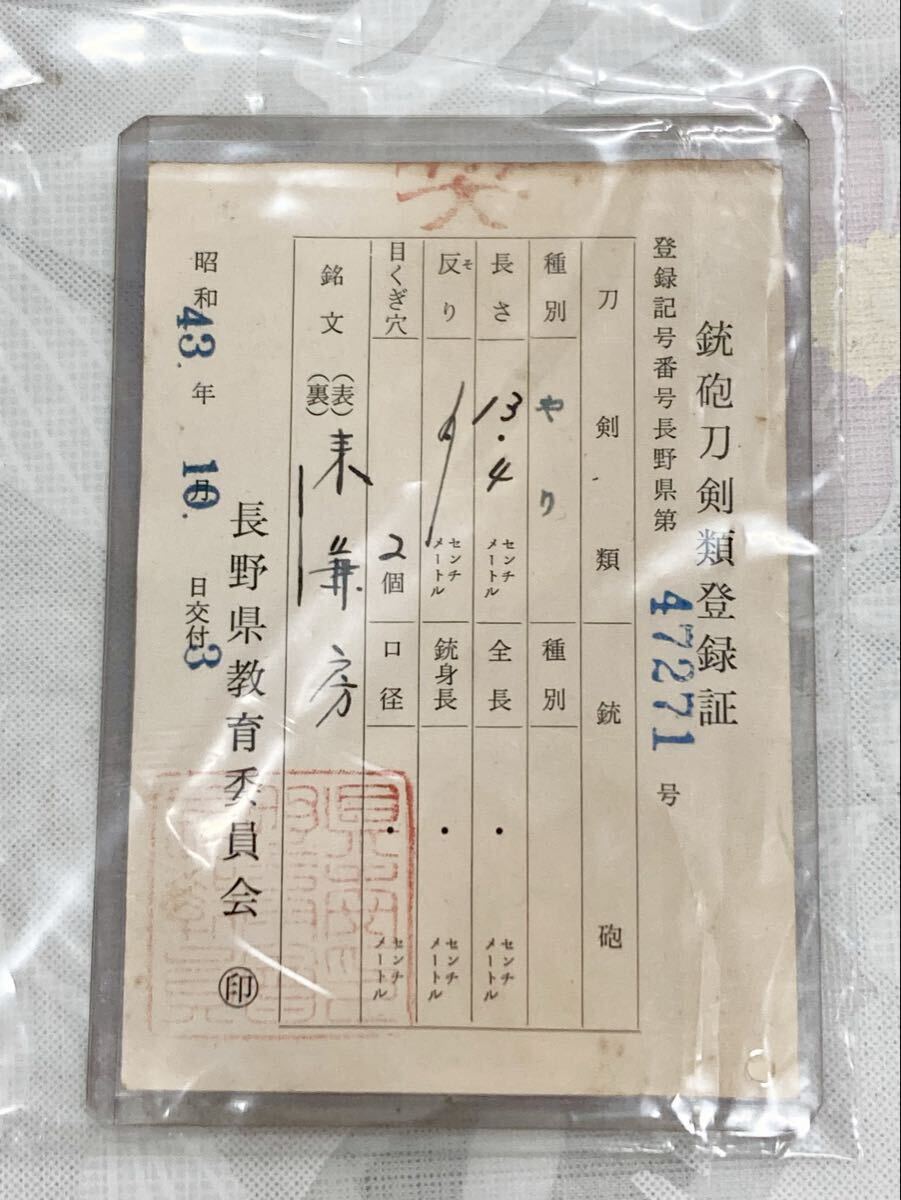 銃砲刀剣類登録証
登録記号番号長野県第 47271 号
刀剣類 銃砲
種別 やり 種別
長さ 13.4 センチメートル 全長 ・ センチメートル
反り そ センチメートル 銃身長 ・ センチメートル
目くぎ穴 2個 口径 ・ センチメートル
銘文 (表) (裏) 来兼房
長野県教育委員会 印
昭和43.年10.月3日交付